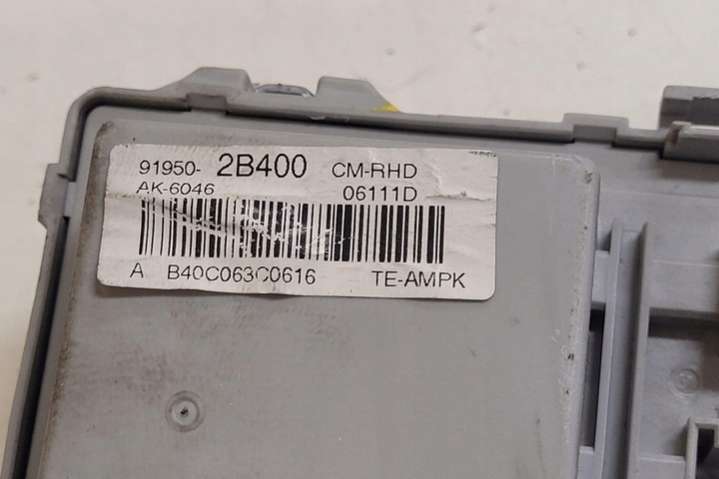 91950- 2B400 CM-RHD
AK-6046 06111D
A B40C063C0616 TE-AMPK